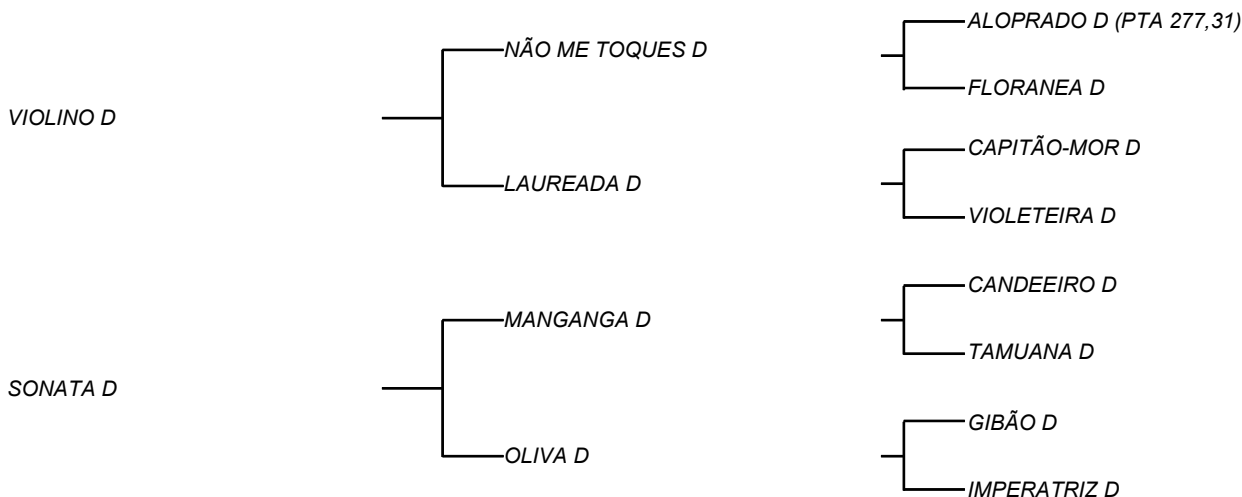 ALOPRADO D (PTA 277,31)
NÃO ME TOQUES D
FLORANEA D
VIOLINO D
CAPITÃO-MOR D
LAUREADA D
VIOLETEIRA D
CANDEEIRO D
MANGANGA D
TAMUANA D
SONATA D
GIBÃO D
OLIVA D
IMPERATRIZ D